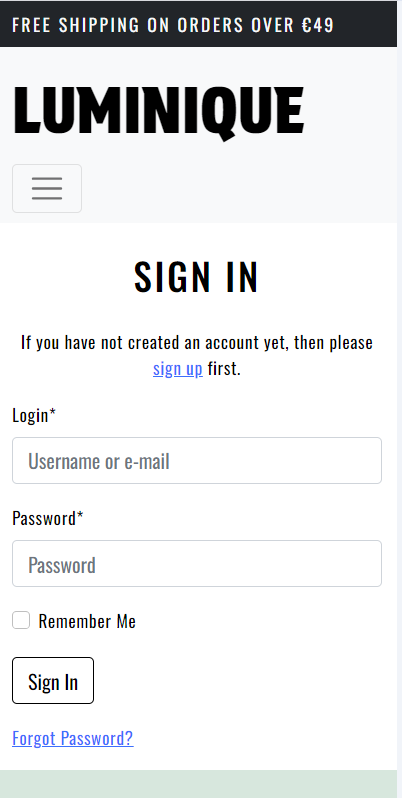 FREE SHIPPING ON ORDERS OVER €49
LUMINIQUE
SIGN IN
If you have not created an account yet, then please
sign up first.
Login*
Username or e-mail
Password*
Password
Remember Me
Sign In
Forgot Password?